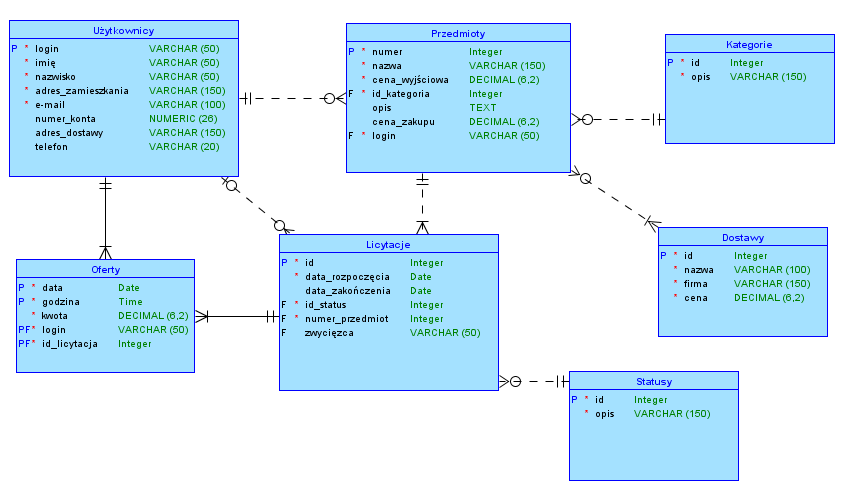 Użytkownicy
P * login VARCHAR (50)
* imię VARCHAR (50)
* nazwisko VARCHAR (50)
* adres_zamieszkania VARCHAR (150)
* e-mail VARCHAR (100)
numer_konta NUMERIC (26)
adres_dostawy VARCHAR (150)
telefon VARCHAR (20)
Przedmioty
P * numer Integer
* nazwa VARCHAR (150)
* cena_wyjściowa DECIMAL (6,2)
F * id_kategoria Integer
opis TEXT
cena_zakupu DECIMAL (6,2)
F * login VARCHAR (50)
Kategorie
P * id Integer
* opis VARCHAR (150)
Dostawy
P * id Integer
* nazwa VARCHAR (100)
* firma VARCHAR (150)
* cena DECIMAL (6,2)
Licytacje
P * id Integer
* data_rozpoczęcia Date
data_zakończenia Date
F * id_status Integer
F * numer_przedmiot Integer
F zwycięzca VARCHAR (50)
Oferty
P * data Date
P * godzina Time
* kwota DECIMAL (6,2)
PF* login VARCHAR (50)
PF* id_licytacja Integer
Statusy
P * id Integer
* opis VARCHAR (150)